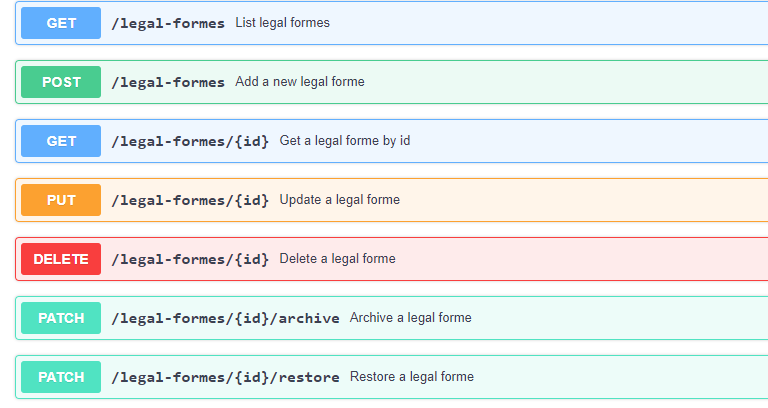 GET /legal-formes List legal formes
POST /legal-formes Add a new legal forme
GET /legal-formes/{id} Get a legal forme by id
PUT /legal-formes/{id} Update a legal forme
DELETE /legal-formes/{id} Delete a legal forme
PATCH /legal-formes/{id}/archive Archive a legal forme
PATCH /legal-formes/{id}/restore Restore a legal forme